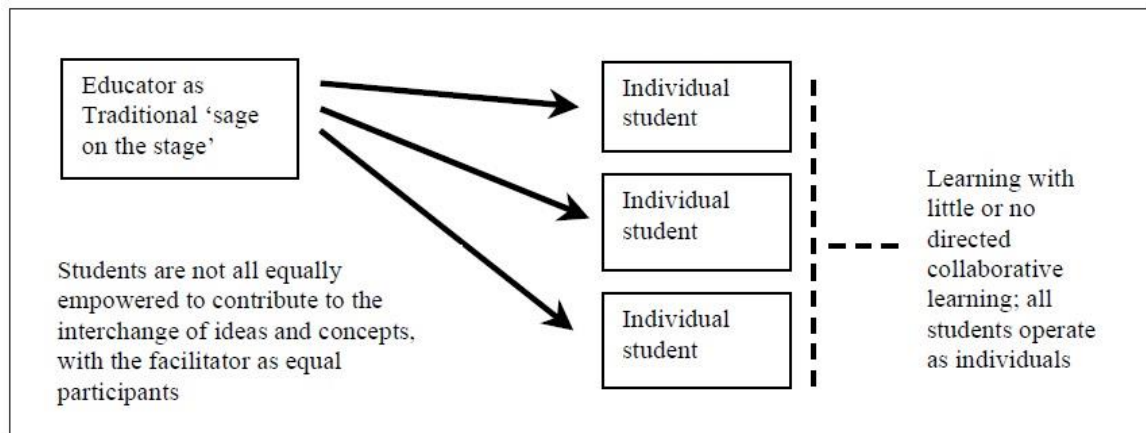 Educator as
Traditional ‘sage
on the stage’
Individual
student
Individual
student
Individual
student
Learning with
little or no
directed
collaborative
learning; all
students operate
as individuals
Students are not all equally
empowered to contribute to the
interchange of ideas and concepts,
with the facilitator as equal
participants